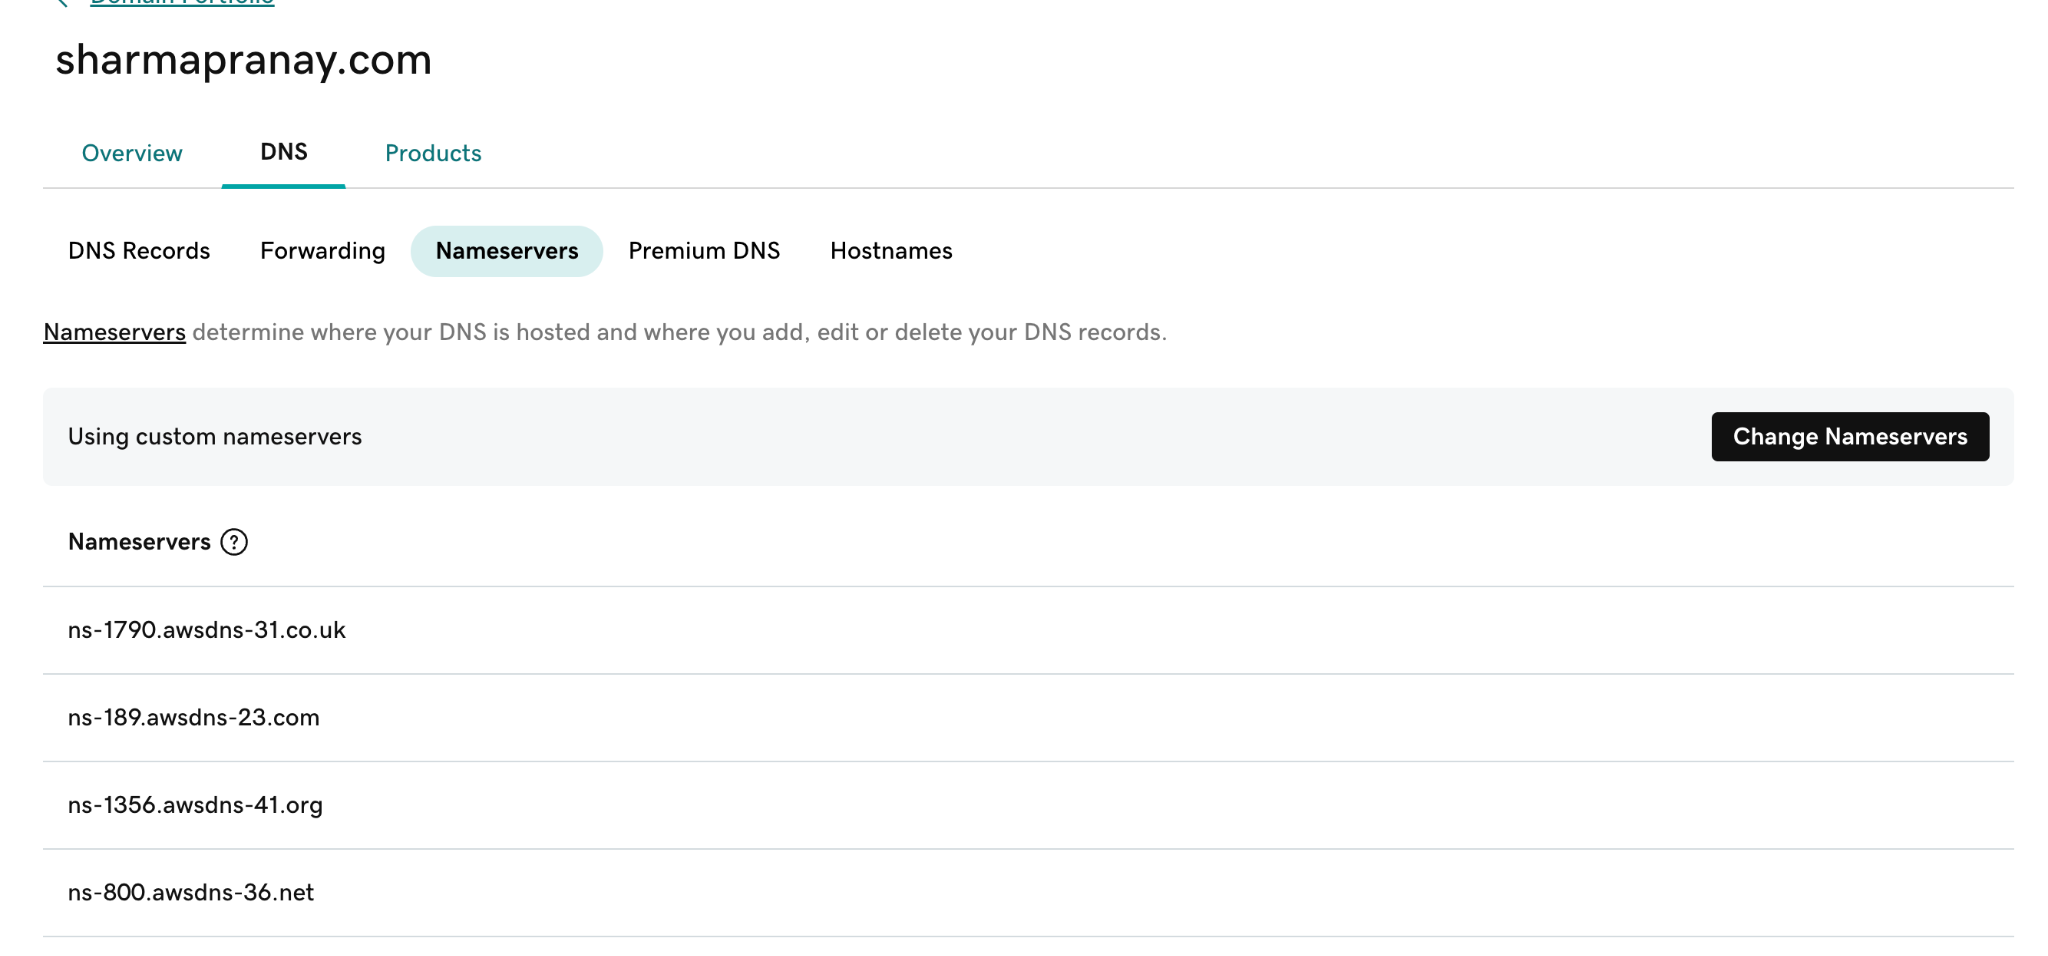 Domain Portfolio
sharmapranay.com
Overview DNS Products
DNS Records Forwarding Nameservers Premium DNS Hostnames
Nameservers determine where your DNS is hosted and where you add, edit or delete your DNS records.
Using custom nameservers Change Nameservers
Nameservers ?
ns-1790.awsdns-31.co.uk
ns-189.awsdns-23.com
ns-1356.awsdns-41.org
ns-800.awsdns-36.net